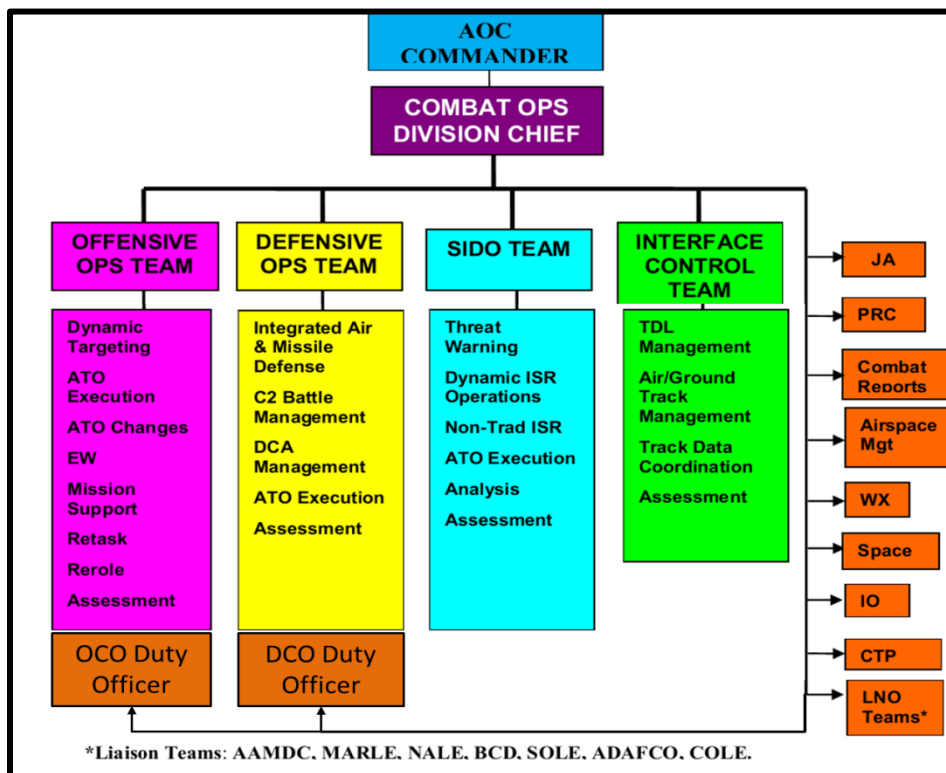 AOC
COMMANDER
COMBAT OPS
DIVISION CHIEF
OFFENSIVE
OPS TEAM
Dynamic
Targeting
ATO
Execution
ATO Changes
EW
Mission
Support
Retask
Rerole
Assessment
OCO Duty
Officer
DEFENSIVE
OPS TEAM
Integrated Air
& Missile
Defense
C2 Battle
Management
DCA
Management
ATO Execution
Assessment
DCO Duty
Officer
SIDO TEAM
Threat
Warning
Dynamic ISR
Operations
Non-Trad ISR
ATO Execution
Analysis
Assessment
INTERFACE
CONTROL
TEAM
TDL
Management
Air/Ground
Track
Management
Track Data
Coordination
Assessment
JA
PRC
Combat
Reports
Airspace
Mgt
WX
Space
IO
CTP
LNO
Teams*
*Liaison Teams: AAMDC, MARLE, NALE, BCD, SOLE, ADAFCO, COLE.